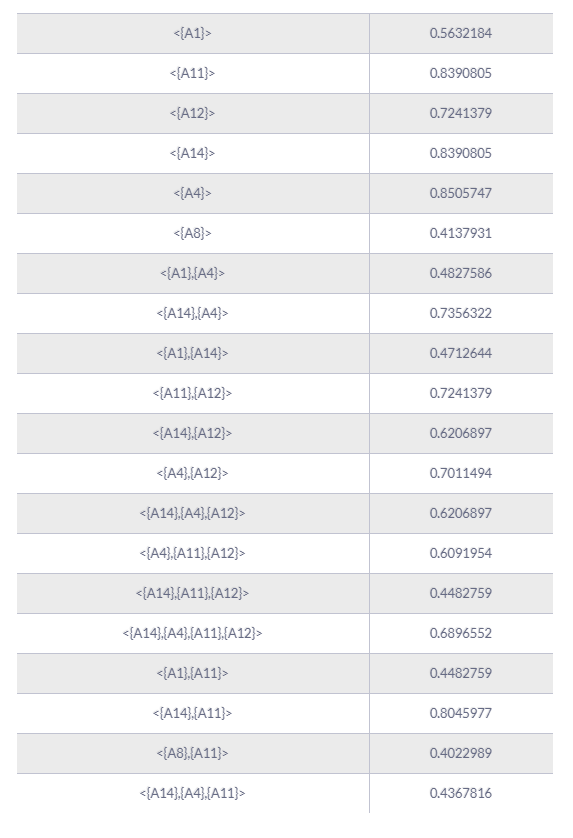 <{A1}> 0.5632184
<{A11}> 0.8390805
<{A12}> 0.7241379
<{A14}> 0.8390805
<{A4}> 0.8505747
<{A8}> 0.4137931
<{A1},{A4}> 0.4827586
<{A14},{A4}> 0.7356322
<{A1},{A14}> 0.4712644
<{A11},{A12}> 0.7241379
<{A14},{A12}> 0.6206897
<{A4},{A12}> 0.7011494
<{A14},{A4},{A12}> 0.6206897
<{A4},{A11},{A12}> 0.6091954
<{A14},{A11},{A12}> 0.4482759
<{A14},{A4},{A11},{A12}> 0.6896552
<{A1},{A11}> 0.4482759
<{A14},{A11}> 0.8045977
<{A8},{A11}> 0.4022989
<{A14},{A4},{A11}> 0.4367816